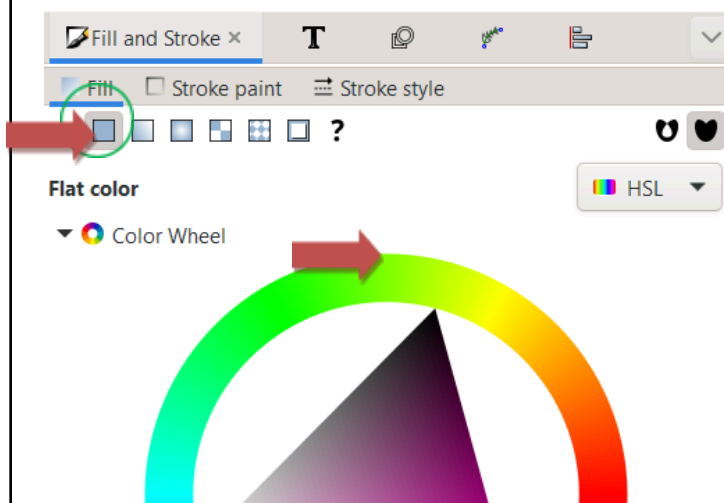 Fill and Stroke ×
Fill Stroke paint Stroke style
?
Flat color HSL
Color Wheel